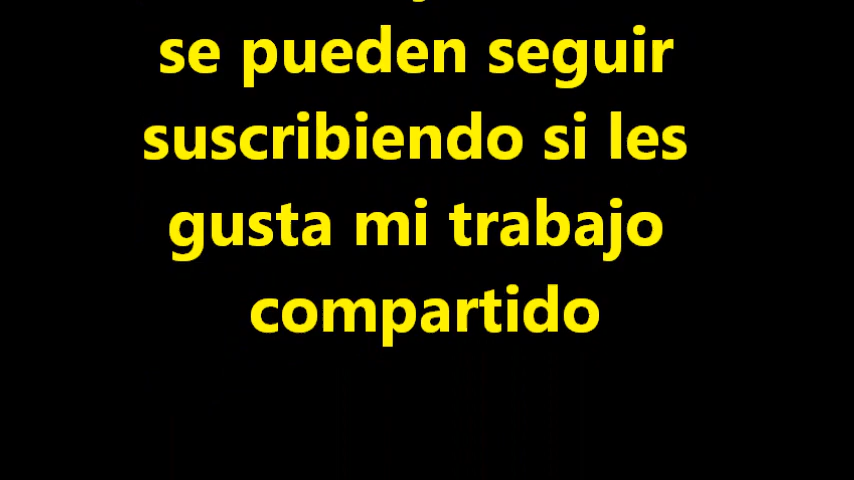 se pueden seguir
suscribiendo si les
gusta mi trabajo
compartido